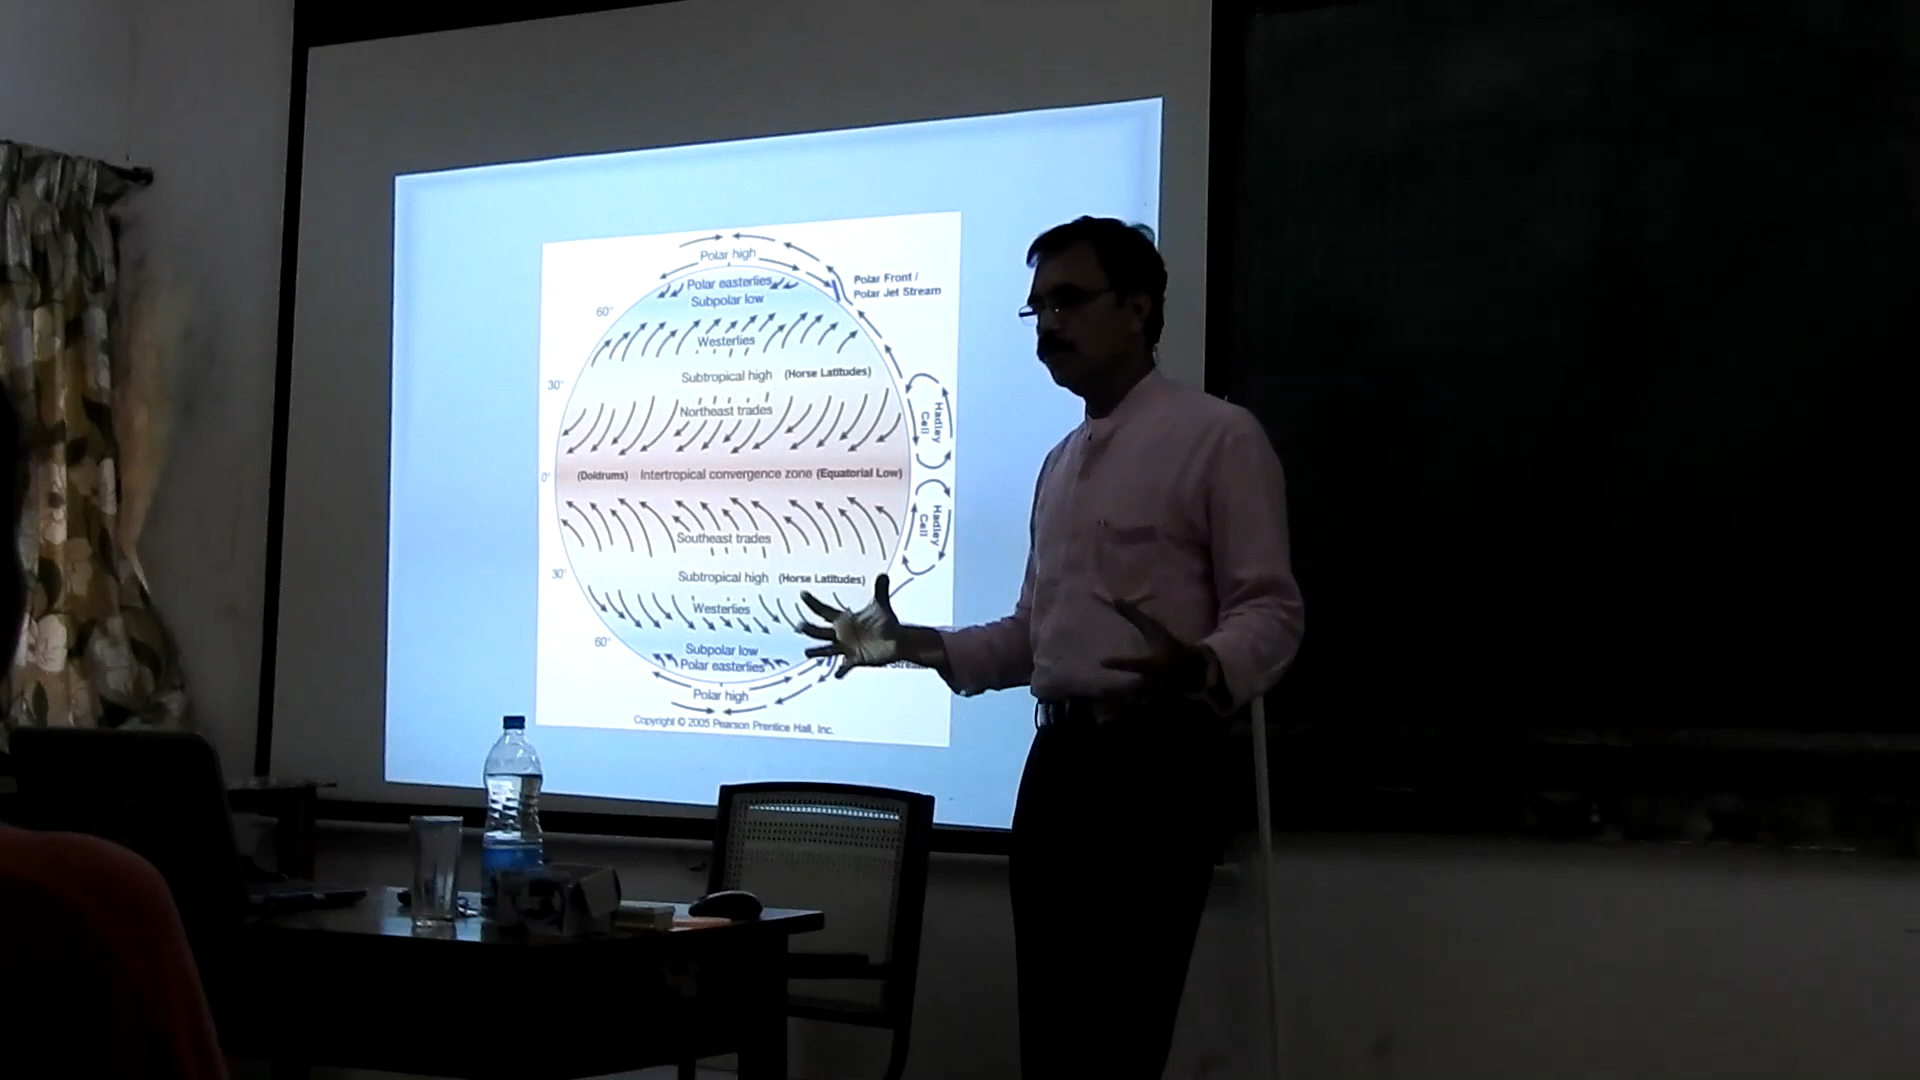 Polar high
Polar Front /
Polar Jet Stream
Polar easterlies
Subpolar low
60°
Westerlies
30°
Subtropical high (Horse Latitudes)
Northeast trades
Hadley
Cell
0°
(Doldrums) Intertropical convergence zone (Equatorial Low)
Hadley
Cell
Southeast trades
30°
Subtropical high (Horse Latitudes)
Westerlies
60°
Subpolar low
Polar easterlies
Polar high
Copyright © 2005 Pearson Prentice Hall, Inc.